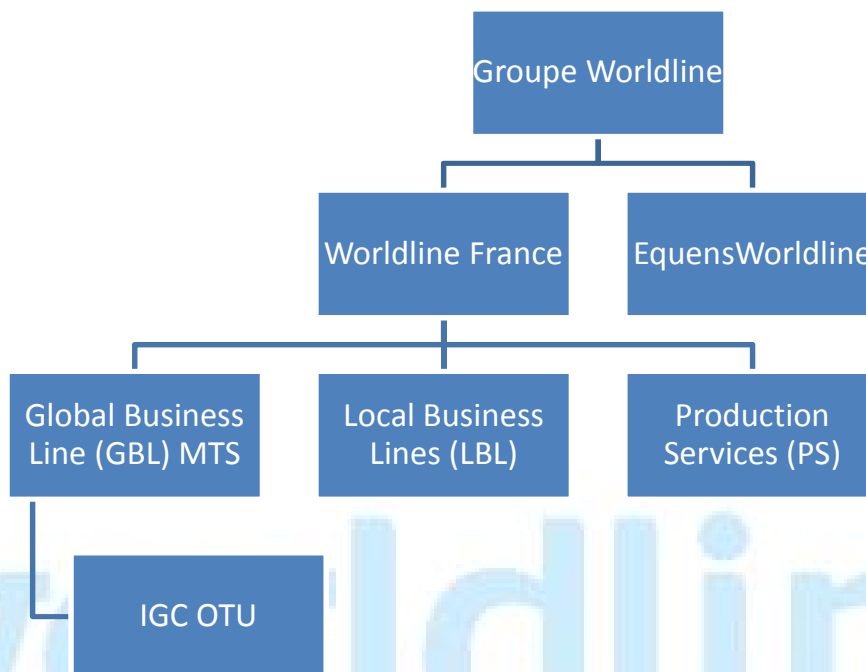 Groupe Worldline
Worldline France
EquensWorldline
Global Business
Line (GBL) MTS
Local Business
Lines (LBL)
Production
Services (PS)
IGC OTU
worldlin